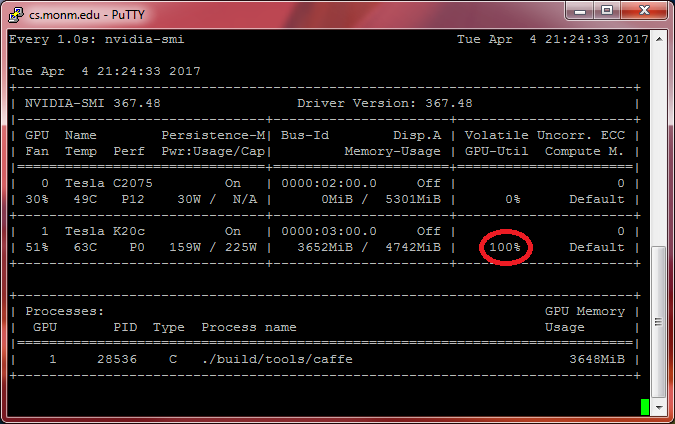 cs.monm.edu - PuTTY
Every 1.0s: nvidia-smi Tue Apr 4 21:24:33 2017
Tue Apr 4 21:24:33 2017
+-----------------------------------------------------------------------------+
| NVIDIA-SMI 367.48 Driver Version: 367.48 |
|-------------------------------+----------------------+----------------------+
| GPU Name Persistence-M| Bus-Id Disp.A | Volatile Uncorr. ECC |
| Fan Temp Perf Pwr:Usage/Cap| Memory-Usage | GPU-Util Compute M. |
|===============================+======================+======================|
| 0 Tesla C2075 On | 0000:02:00.0 Off | 0 |
| 30% 49C P12 30W / N/A | 0MiB / 5301MiB | 0% Default |
+-------------------------------+----------------------+----------------------+
| 1 Tesla K20c On | 0000:03:00.0 Off | 0 |
| 51% 63C P0 159W / 225W | 3652MiB / 4742MiB | 100% Default |
+-------------------------------+----------------------+----------------------+
+-----------------------------------------------------------------------------+
| Processes: GPU Memory |
| GPU PID Type Process name Usage |
|=============================================================================|
| 1 28536 C ./build/tools/caffe 3648MiB |
+-----------------------------------------------------------------------------+